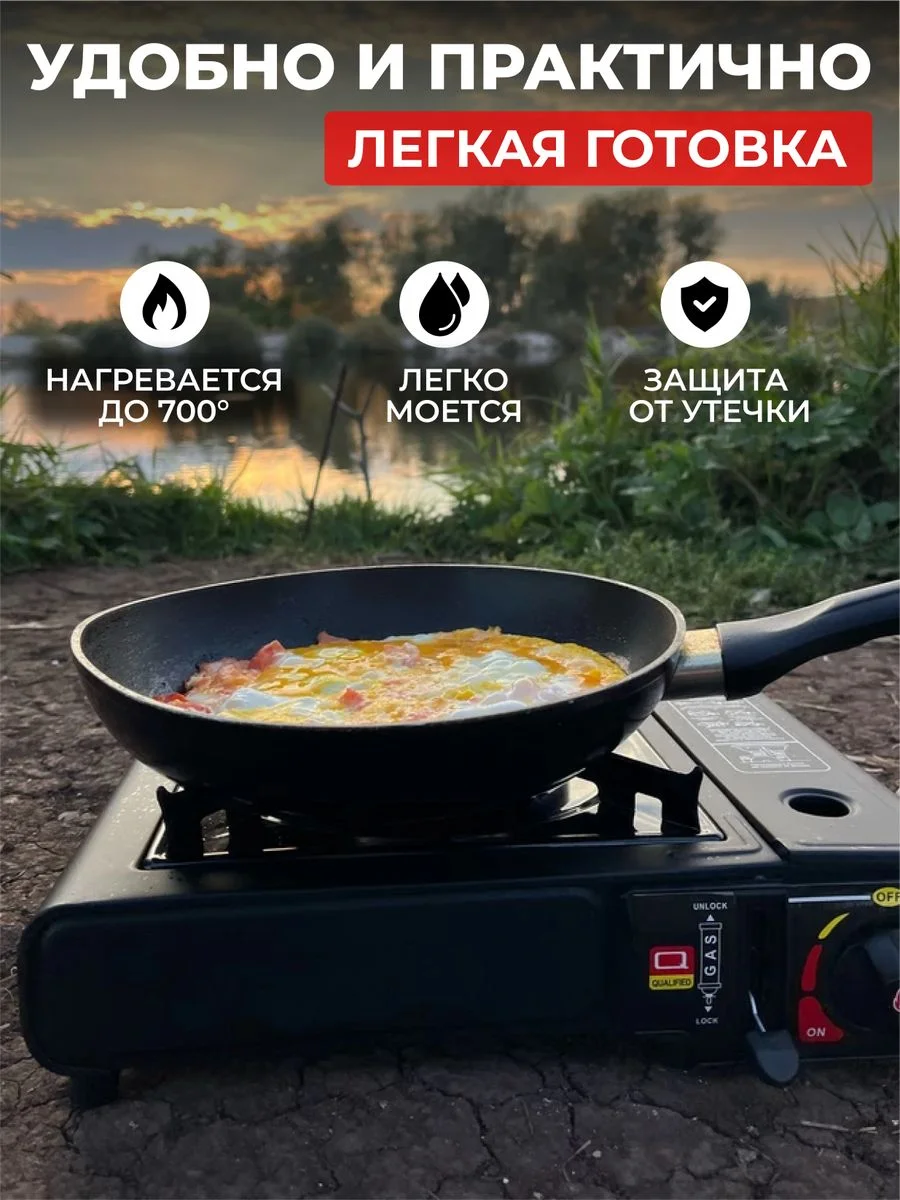 УДОБНО И ПРАКТИЧНО
ЛЕГКАЯ ГОТОВКА
НАГРЕВАЕТСЯ
ДО 700°
ЛЕГКО
МОЕТСЯ
ЗАЩИТА
ОТ УТЕЧКИ
UNLOCK
GAS
QUALIFIED
LOCK
OFF
ON